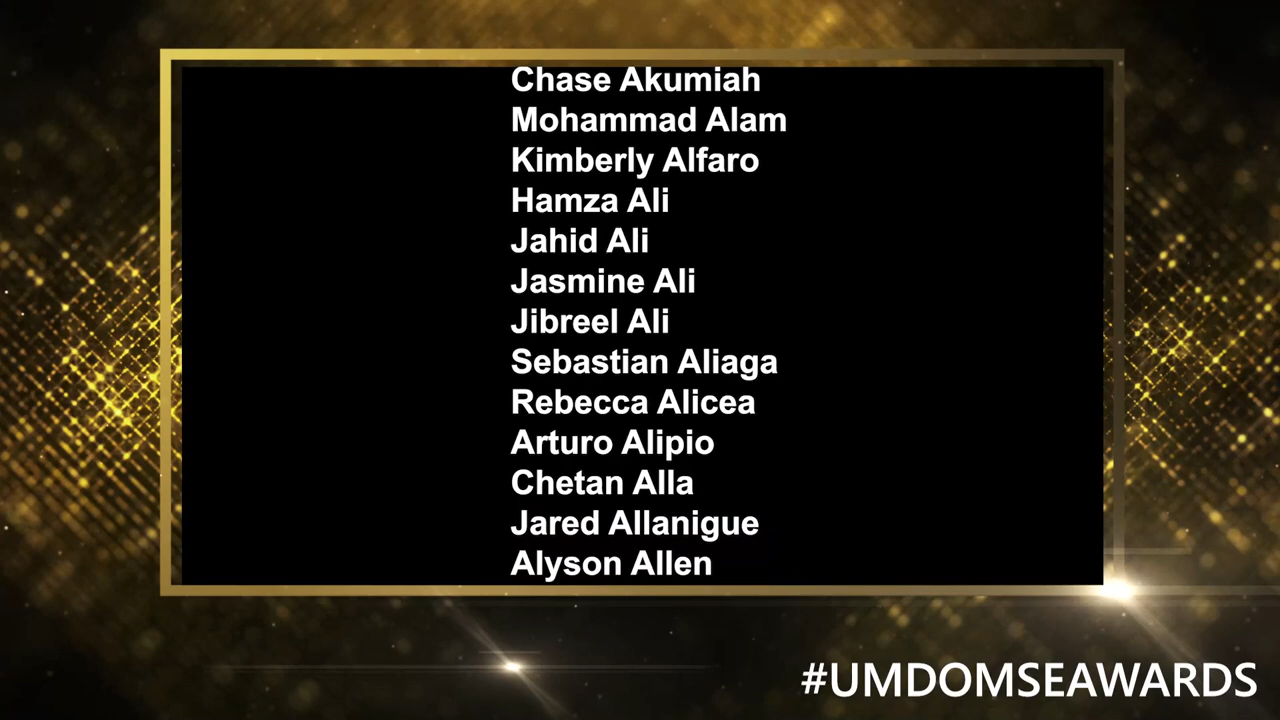 Chase Akumiah
Mohammad Alam
Kimberly Alfaro
Hamza Ali
Jahid Ali
Jasmine Ali
Jibreel Ali
Sebastian Aliaga
Rebecca Alicea
Arturo Alipio
Chetan Alla
Jared Allanigue
Alyson Allen
#UMDOMSEAWARDS